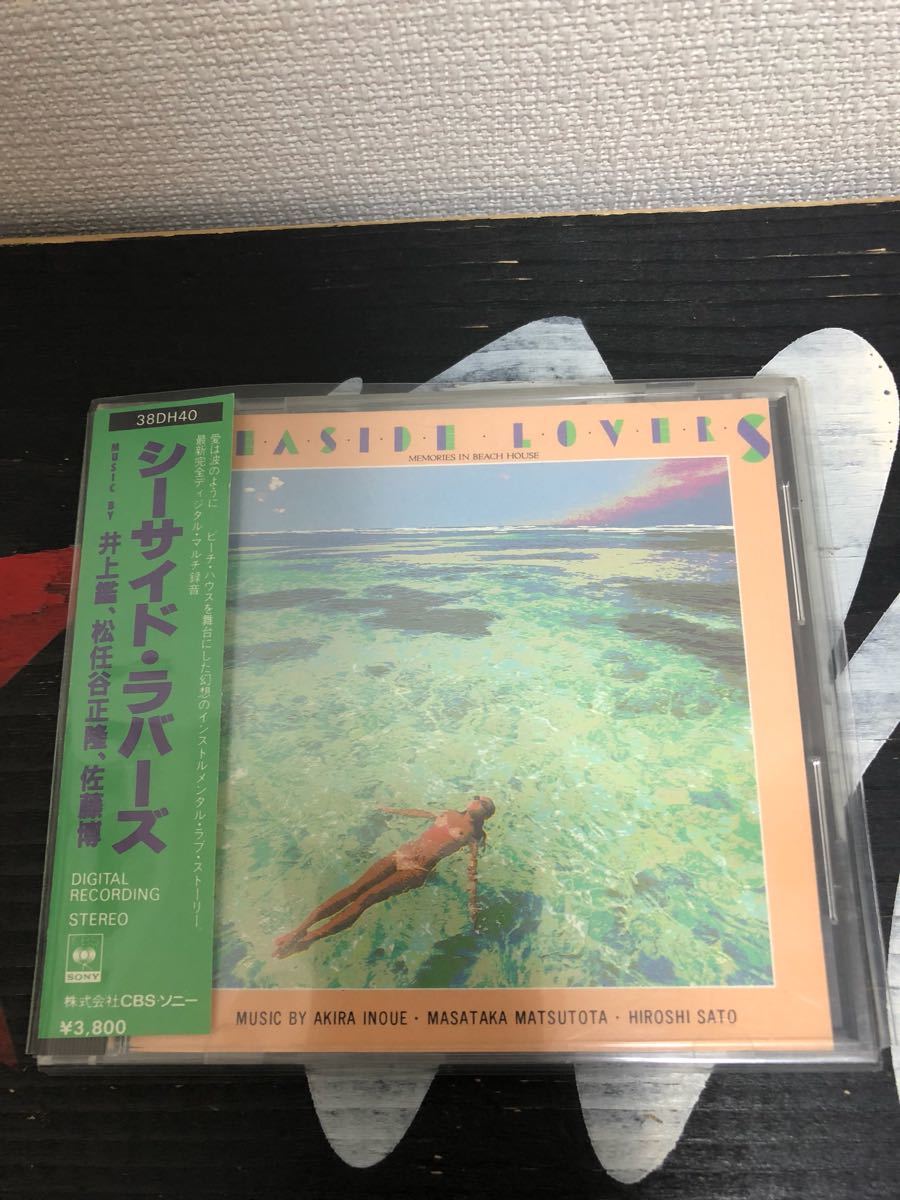 38DH40
シーサイド・ラバーズ
MUSIC BY 井上鑑、松任谷正隆、佐藤博
愛は波のように ビーチ・ハウスを舞台にした幻想のインストルメンタル・ラブ・ストーリー
最新完全ディジタル・マルチ録音
DIGITAL
RECORDING
STEREO
CBS
SONY
株式会社CBS・ソニー
¥3,800
EASIDE・LOVERS
MEMORIES IN BEACH HOUSE
MUSIC BY AKIRA INOUE・MASATAKA MATSUTOTA・HIROSHI SATO